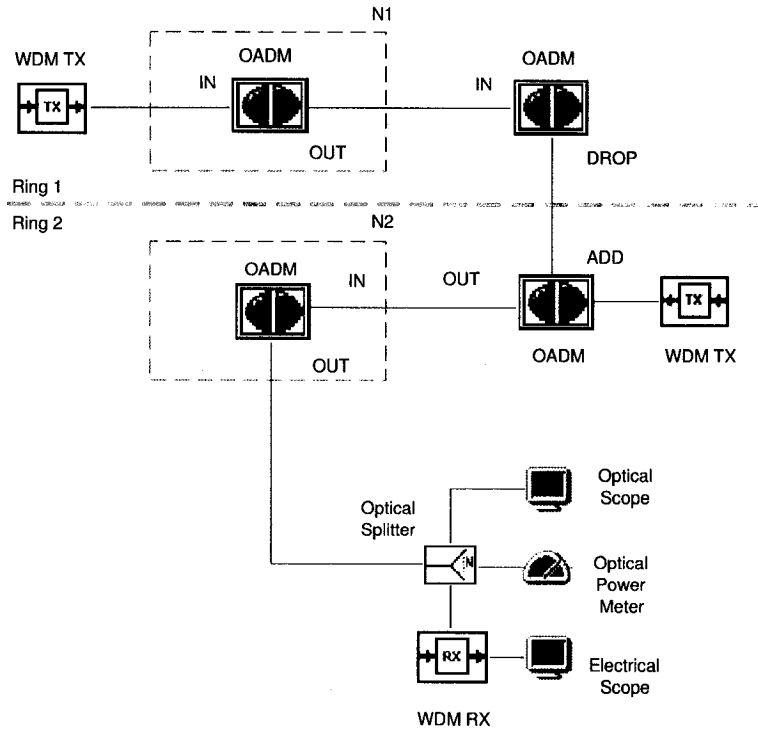 N1
WDM TX
OADM
OADM
IN
IN
TX
OUT
DROP
Ring 1
Ring 2
N2
OADM
IN
OUT
ADD
TX
OUT
OADM
WDM TX
Optical
Scope
Optical
Splitter
N
Optical
Power
Meter
RX
Electrical
Scope
WDM RX